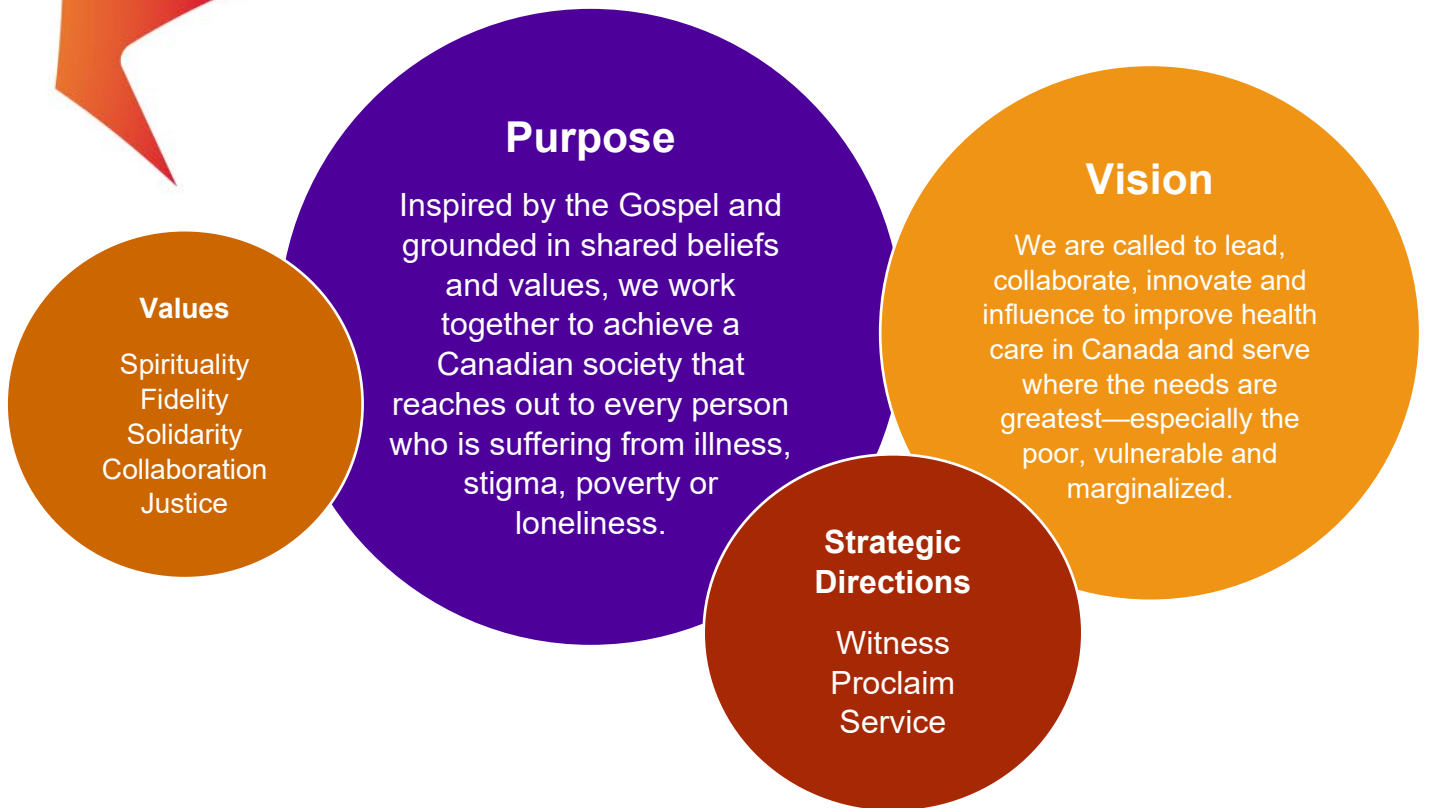 Purpose
Inspired by the Gospel and
grounded in shared beliefs
and values, we work
together to achieve a
Canadian society that
reaches out to every person
who is suffering from illness,
stigma, poverty or
loneliness.
Vision
We are called to lead,
collaborate, innovate and
influence to improve health
care in Canada and serve
where the needs are
greatest—especially the
poor, vulnerable and
marginalized.
Values
Spirituality
Fidelity
Solidarity
Collaboration
Justice
Strategic
Directions
Witness
Proclaim
Service